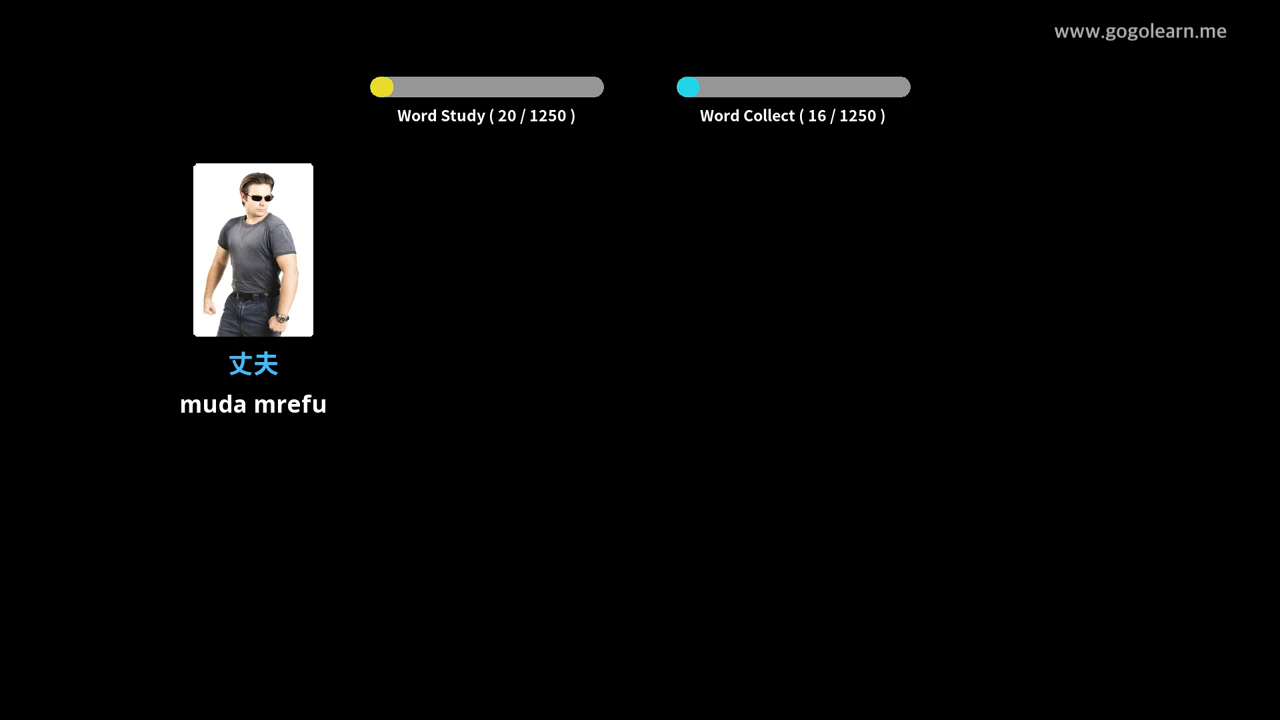 www.gogolearn.me
Word Study ( 20 / 1250 )
Word Collect ( 16 / 1250 )
丈夫
muda mrefu